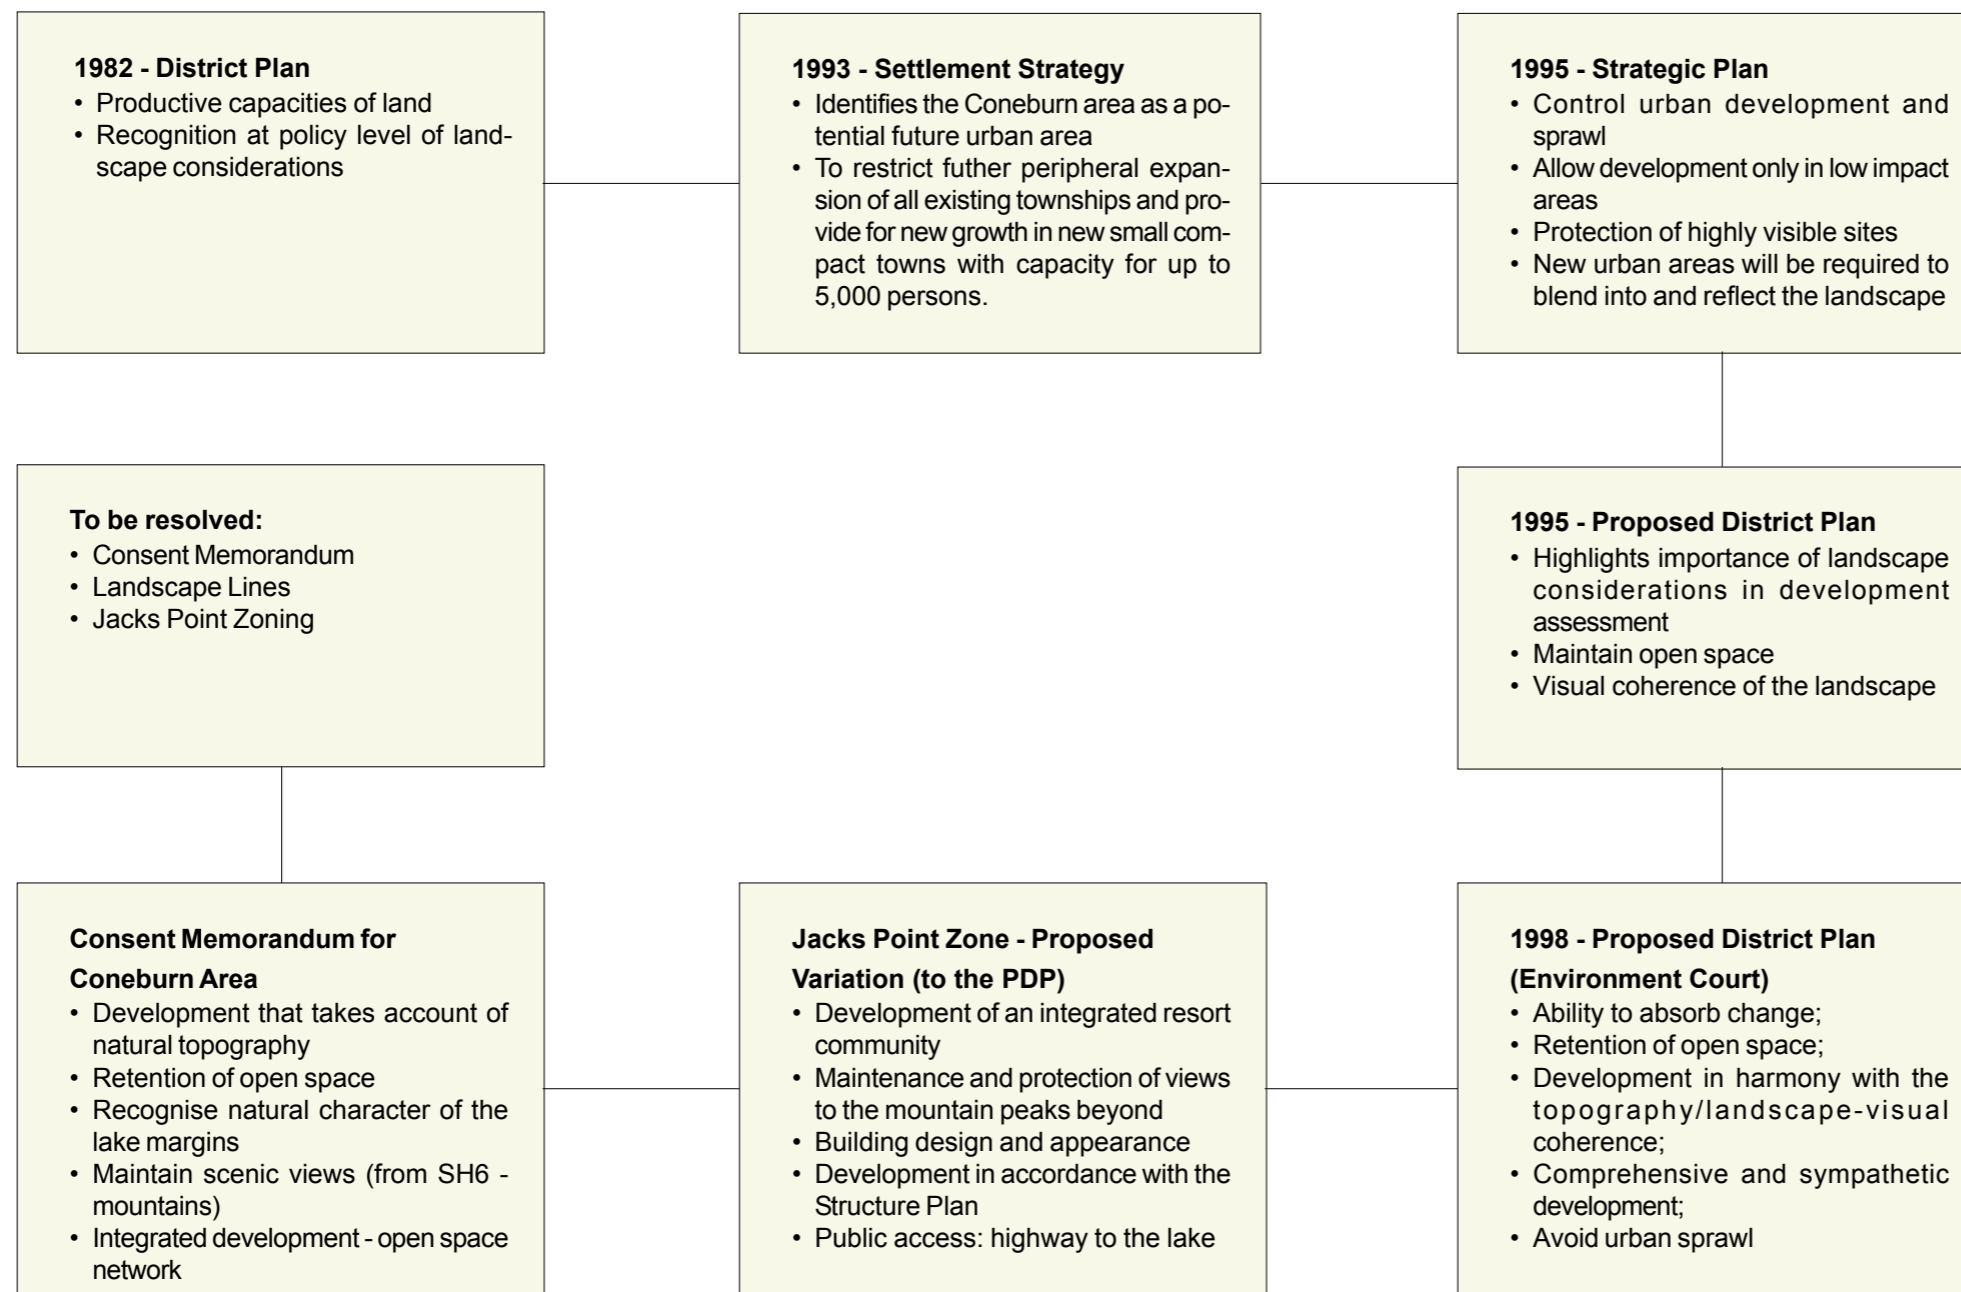 1982 - District Plan
• Productive capacities of land
• Recognition at policy level of land-
scape considerations
1993 - Settlement Strategy
• Identifies the Coneburn area as a po-
tential future urban area
• To restrict futher peripheral expan-
sion of all existing townships and pro-
vide for new growth in new small com-
pact towns with capacity for up to
5,000 persons.
1995 - Strategic Plan
• Control urban development and
sprawl
• Allow development only in low impact
areas
• Protection of highly visible sites
• New urban areas will be required to
blend into and reflect the landscape
1995 - Proposed District Plan
• Highlights importance of landscape
considerations in development
assessment
• Maintain open space
• Visual coherence of the landscape
1998 - Proposed District Plan
(Environment Court)
• Ability to absorb change;
• Retention of open space;
• Development in harmony with the
topography/landscape-visual
coherence;
• Comprehensive and sympathetic
development;
• Avoid urban sprawl
Jacks Point Zone - Proposed
Variation (to the PDP)
• Development of an integrated resort
community
• Maintenance and protection of views
to the mountain peaks beyond
• Building design and appearance
• Development in accordance with the
Structure Plan
• Public access: highway to the lake
Consent Memorandum for
Coneburn Area
• Development that takes account of
natural topography
• Retention of open space
• Recognise natural character of the
lake margins
• Maintain scenic views (from SH6 -
mountains)
• Integrated development - open space
network
To be resolved:
• Consent Memorandum
• Landscape Lines
• Jacks Point Zoning